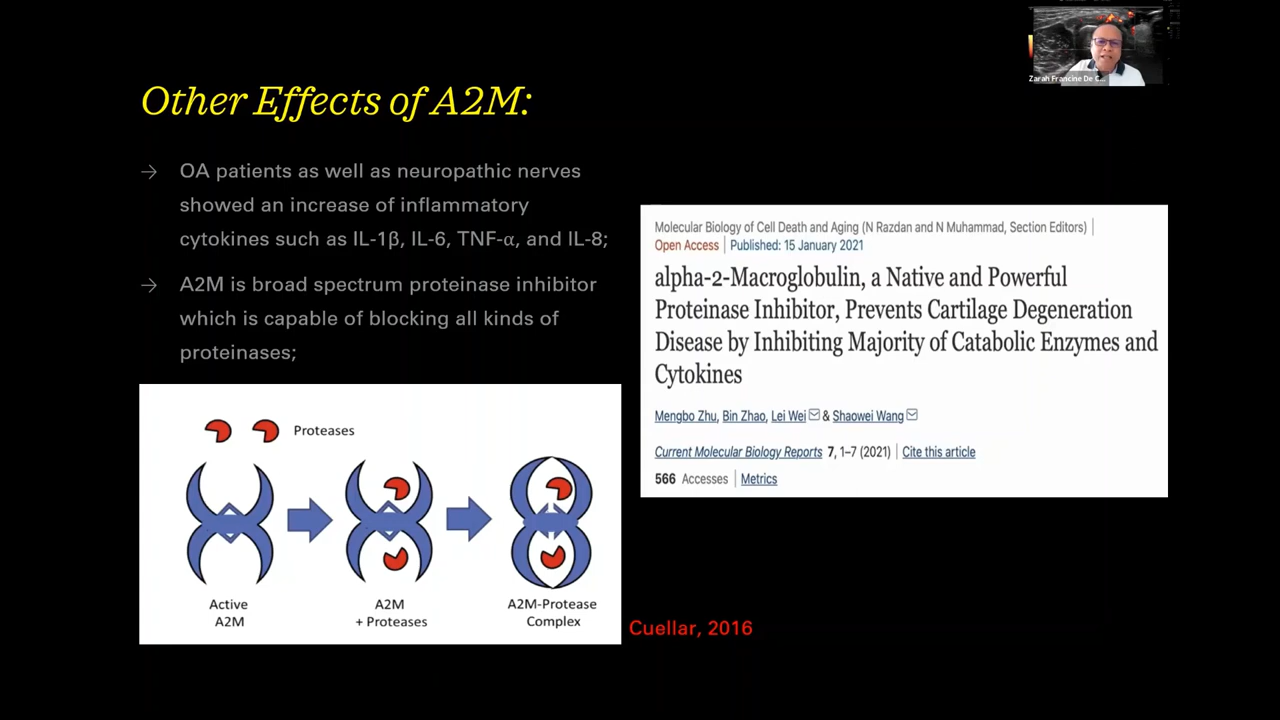 Zarah Francine De C...
Other Effects of A2M:
→ OA patients as well as neuropathic nerves
showed an increase of inflammatory
cytokines such as IL-1β, IL-6, TNF-α, and IL-8;
→ A2M is broad spectrum proteinase inhibitor
which is capable of blocking all kinds of
proteinases;
Proteases
Active
A2M
A2M
+ Proteases
A2M-Protease
Complex
Cuellar, 2016
Molecular Biology of Cell Death and Aging (N Razdan and N Muhammad, Section Editors) |
Open Access | Published: 15 January 2021
alpha-2-Macroglobulin, a Native and Powerful
Proteinase Inhibitor, Prevents Cartilage Degeneration
Disease by Inhibiting Majority of Catabolic Enzymes and
Cytokines
Mengbo Zhu, Bin Zhao, Lei Wei & Shaowei Wang
Current Molecular Biology Reports 7, 1–7 (2021) | Cite this article
566 Accesses | Metrics